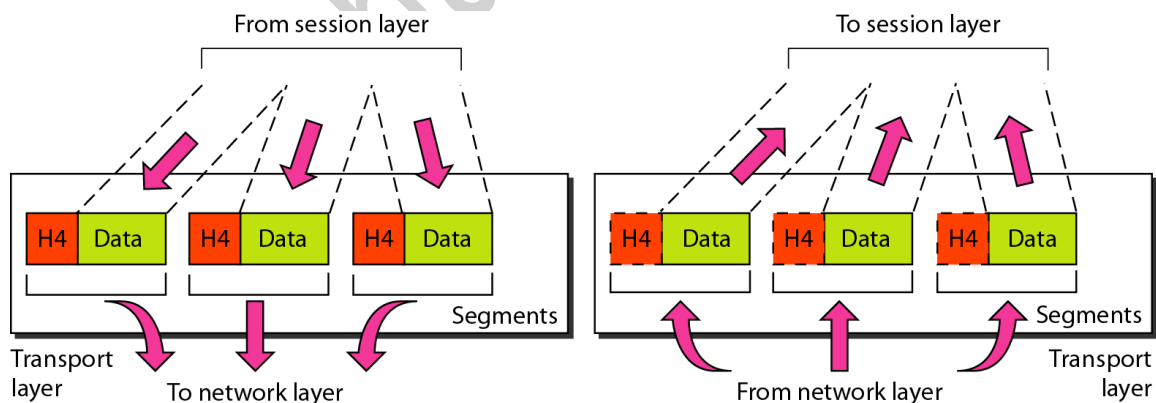 From session layer
H4 Data H4 Data H4 Data
Segments
Transport
layer
To network layer
To session layer
H4 Data H4 Data H4 Data
Segments
From network layer
Transport
layer